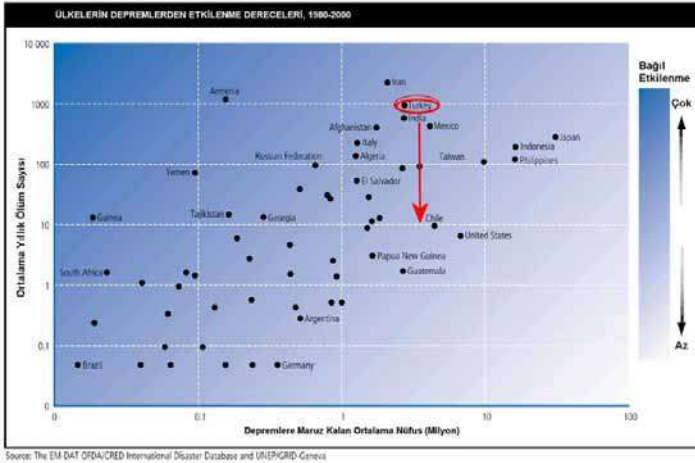 ÜLKELERİN DEPREMLERDEN ETKİLENME DERECELERİ, 1980-2000
Ortalama Yıllık Ölüm Sayısı
10 000
1000
100
10
1
0,1
0
Iran
Armenia
Turkey
India
Afghanistan
Mexico
Italy
Japan
Russian Federation
Algeria
Taiwan
Indonesia
Philippines
Yemen
El Salvador
Guinea
Tajikistan
Georgia
Chile
United States
Papua New Guinea
South Africa
Guatemala
Argentina
Brazil
Germany
0
0.1
1
10
100
Depremlere Maruz Kalan Ortalama Nüfus (Milyon)
Bağıl
Etkilenme
Çok
Az
Source: The EM-DAT OFDA/CRED International Disaster Database and UNEP/GRID-Geneva